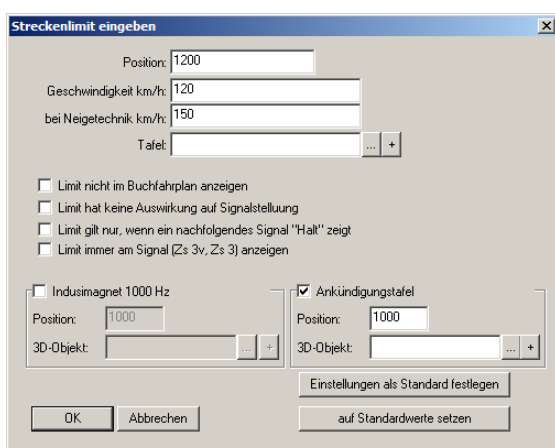 Streckenlimit eingeben
Position: 1200
Geschwindigkeit km/h: 120
bei Neigetechnik km/h: 150
Tafel: ... +
Limit nicht im Buchfahrplan anzeigen
Limit hat keine Auswirkung auf Signalstelluung
Limit gilt nur, wenn ein nachfolgendes Signal "Halt" zeigt
Limit immer am Signal (Zs 3v, Zs 3) anzeigen
Indusimagnet 1000 Hz
Position: 1000
3D-Objekt: ... +
Ankündigungstafel
Position: 1000
3D-Objekt: ... +
Einstellungen als Standard festlegen
OK Abbrechen auf Standardwerte setzen